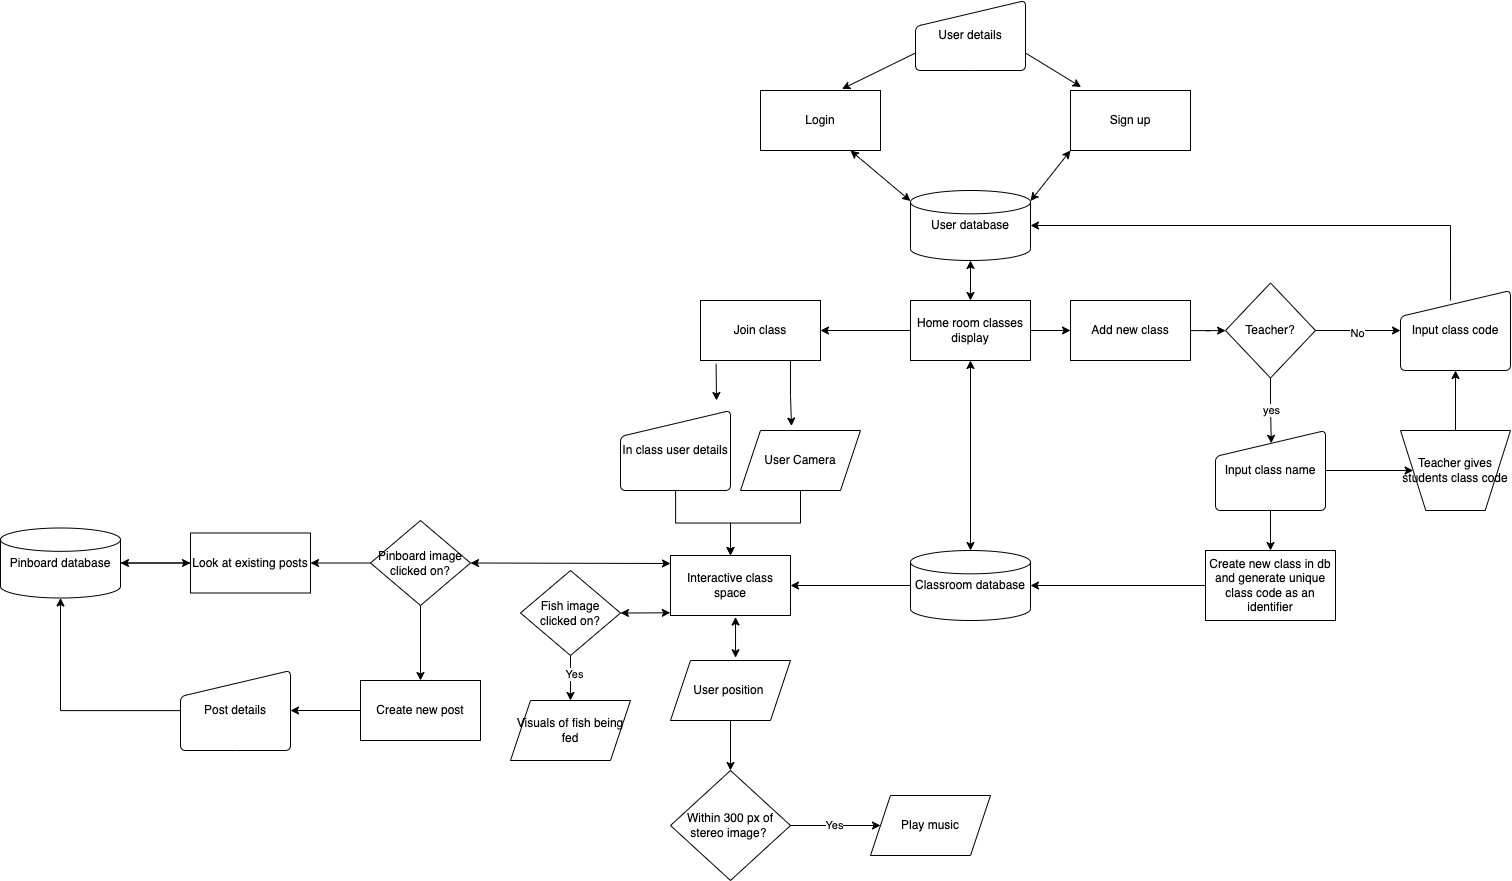 User details
Login
Sign up
User database
Join class
Home room classes
display
Add new class
Teacher?
No
Input class code
yes
In class user details
User Camera
Input class name
Teacher gives
students class code
Pinboard database
Look at existing posts
Pinboard image
clicked on?
Interactive class
space
Classroom database
Create new class in db
and generate unique
class code as an
identifier
Fish image
clicked on?
Yes
User position
Post details
Create new post
Visuals of fish being
fed
Within 300 px of
stereo image?
Yes
Play music